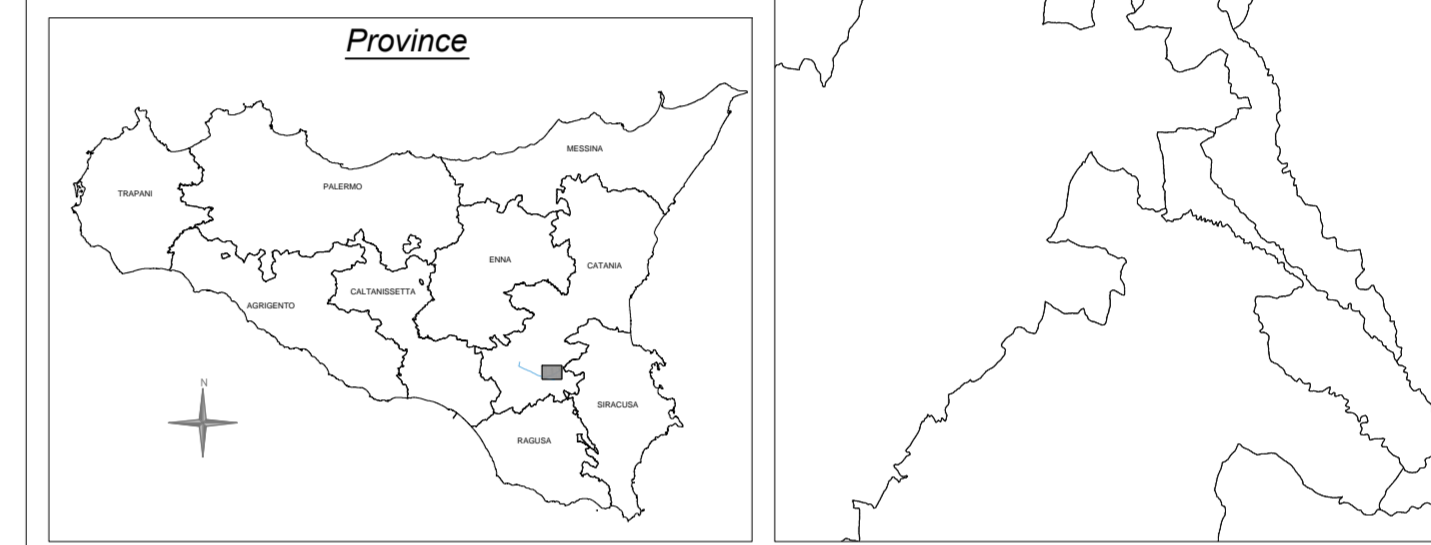 Province
MESSINA
PALERMO
TRAPANI
ENNA
CATANIA
CALTANISSETTA
AGRIGENTO
N
SIRACUSA
RAGUSA